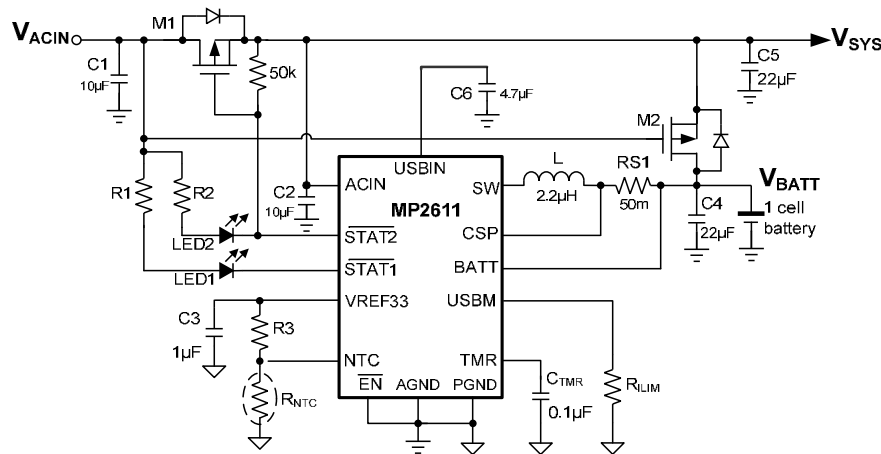 M1
VACIN
VSYS
C1
10µF
50k
C5
22µF
C6
4.7µF
M2
USBIN
R1
R2
C2
10µF
ACIN
SW
L
2.2µH
RS1
50m
VBATT
1 cell
battery
MP2611
C4
22µF
LED2
STAT2
CSP
LED1
STAT1
BATT
VREF33
USBM
C3
1µF
R3
NTC
TMR
CTMR
0.1µF
RILIM
RNTC
EN
AGND
PGND